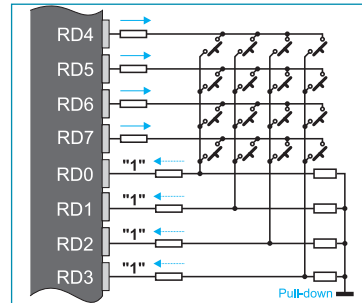 RD4
RD5
RD6
RD7
RD0 "1"
RD1 "1"
RD2 "1"
RD3 "1"
Pull-down